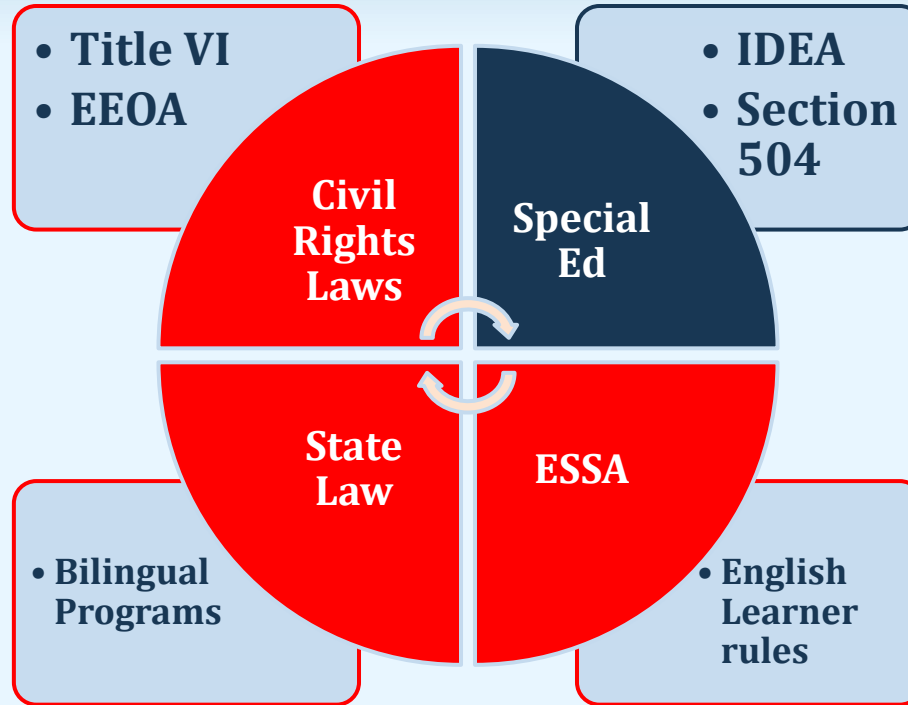 • Title VI
• EEOA
• IDEA
• Section
504
Civil
Rights
Laws
Special
Ed
State
Law
ESSA
• Bilingual
Programs
• English
Learner
rules